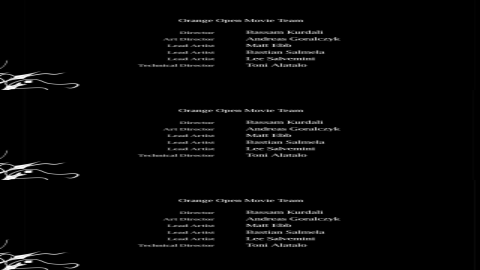 Orange Open Movie Team
Director Bassam Kurdali
Art Director Andreas Goralczyk
Lead Artist Matt Ebb
Lead Artist Bastian Salmela
Lead Artist Lee Salvemini
Technical Director Toni Alatalo
Orange Open Movie Team
Director Bassam Kurdali
Art Director Andreas Goralczyk
Lead Artist Matt Ebb
Lead Artist Bastian Salmela
Lead Artist Lee Salvemini
Technical Director Toni Alatalo
Orange Open Movie Team
Director Bassam Kurdali
Art Director Andreas Goralczyk
Lead Artist Matt Ebb
Lead Artist Bastian Salmela
Lead Artist Lee Salvemini
Technical Director Toni Alatalo